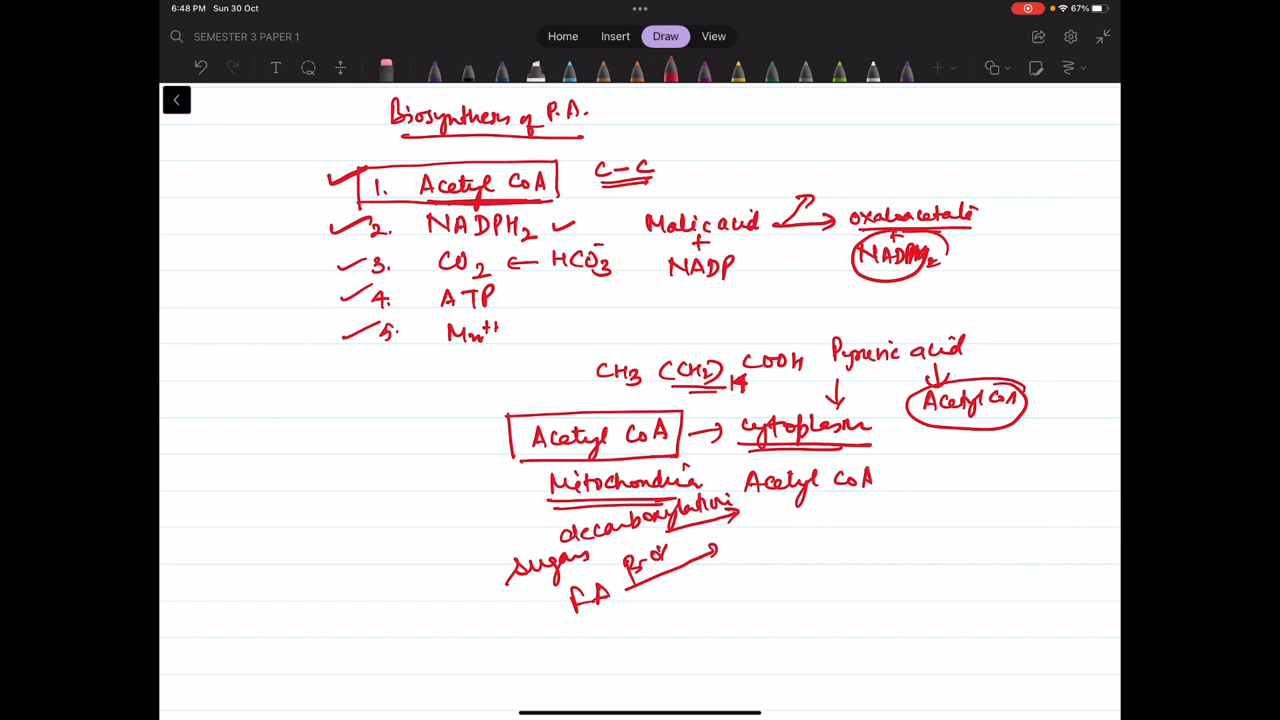 6:48 PM Sun 30 Oct
67%
SEMESTER 3 PAPER 1
Home Insert Draw View
Biosynthesis of P.A.
1. Acetyl CoA C-C
2. NADPH2 Malic acid → oxaloacetate
+ +
NADP NADPH2
3. CO2 ← HCO3-
4. ATP
5. Mn++
CH3 (CH2)14 COOH Pyruvic acid
Acetyl CoA
Acetyl CoA → cytoplasm
Mitochondria Acetyl CoA
decarboxylation
sugars
FA